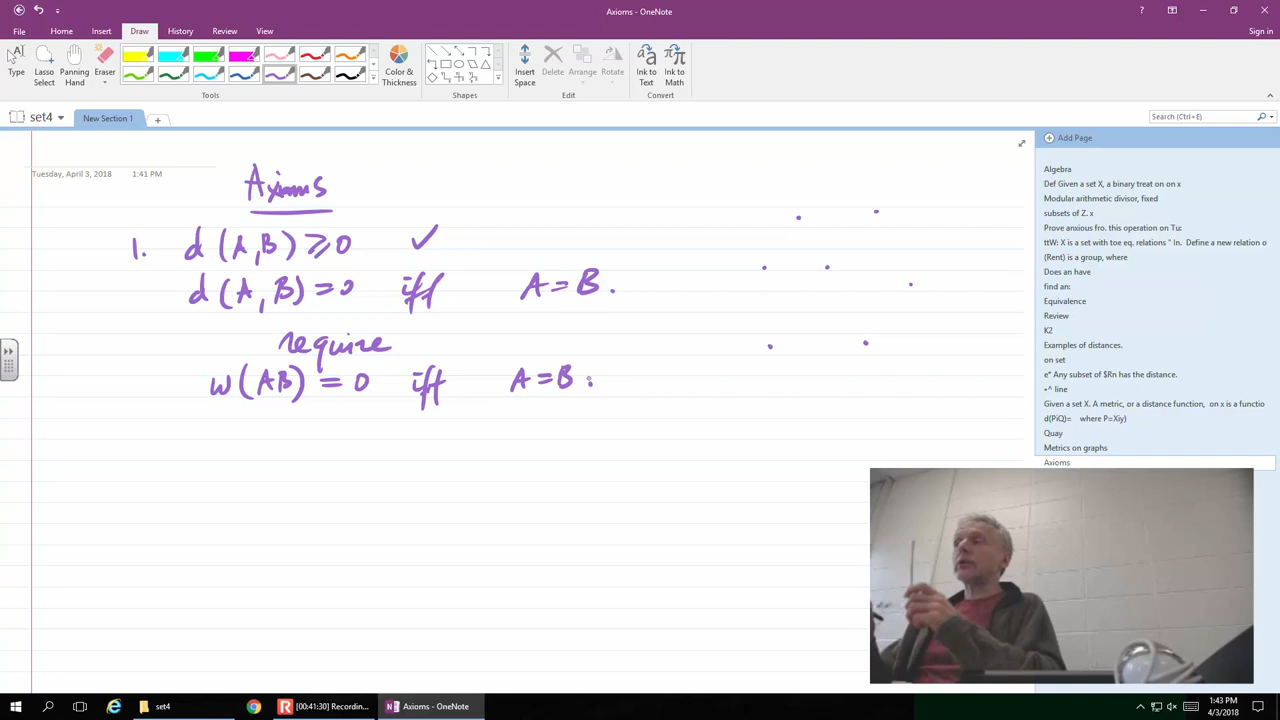 Axioms - OneNote
Sign in
File Home Insert Draw History Review View
Type Lasso Select Panning Hand Eraser Color & Thickness Insert Space Delete Arrange Rotate Ink to Text Ink to Math
Tools Shapes Edit Convert
set4 New Section 1 Search (Ctrl+E)
Add Page
Tuesday, April 3, 2018 1:41 PM
Axioms
1. d(A,B) ≥ 0 ✓
d(A,B) = 0 iff A = B.
require
w(AB) = 0 iff A = B.
Algebra
Def Given a set X, a binary treat on on x
Modular arithmetic divisor, fixed
subsets of Z. x
Prove anxious fro. this operation on Tu:
ttW: X is a set with toe eq. relations " In. Define a new relation o
(Rent) is a group, where
Does an have
find an:
Equivalence
Review
K2
Examples of distances.
on set
e* Any subset of $Rn has the distance.
•^ line
Given a set X. A metric, or a distance function, on x is a functio
d(PiQ)= where P=Xiy)
Quay
Metrics on graphs
Axioms
set4 [00:41:30] Recordin... Axioms - OneNote
1:43 PM
4/3/2018